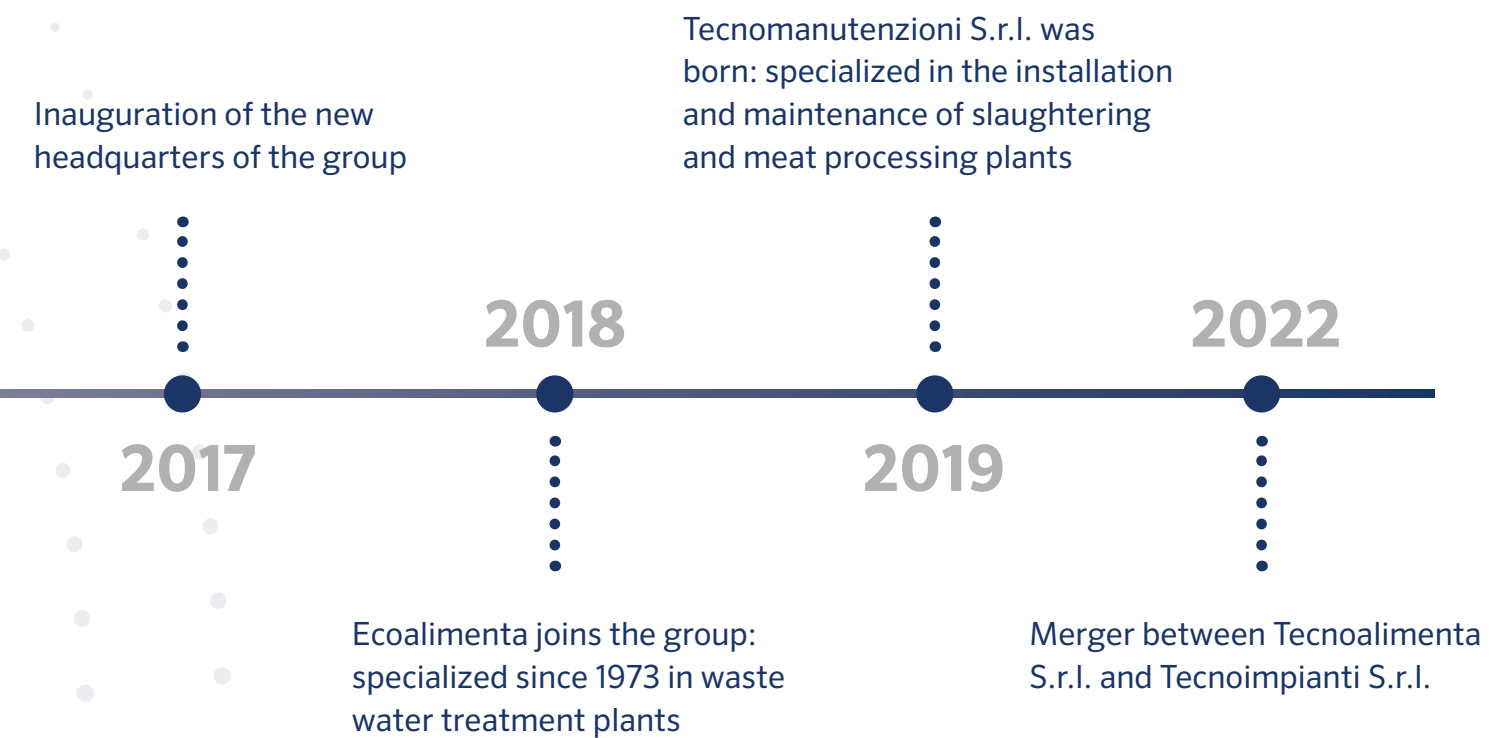 Inauguration of the new
headquarters of the group
2017
2018
Ecoalimenta joins the group:
specialized since 1973 in waste
water treatment plants
Tecnomanutenzioni S.r.l. was
born: specialized in the installation
and maintenance of slaughtering
and meat processing plants
2019
2022
Merger between Tecnoalimenta
S.r.l. and Tecnoimpianti S.r.l.